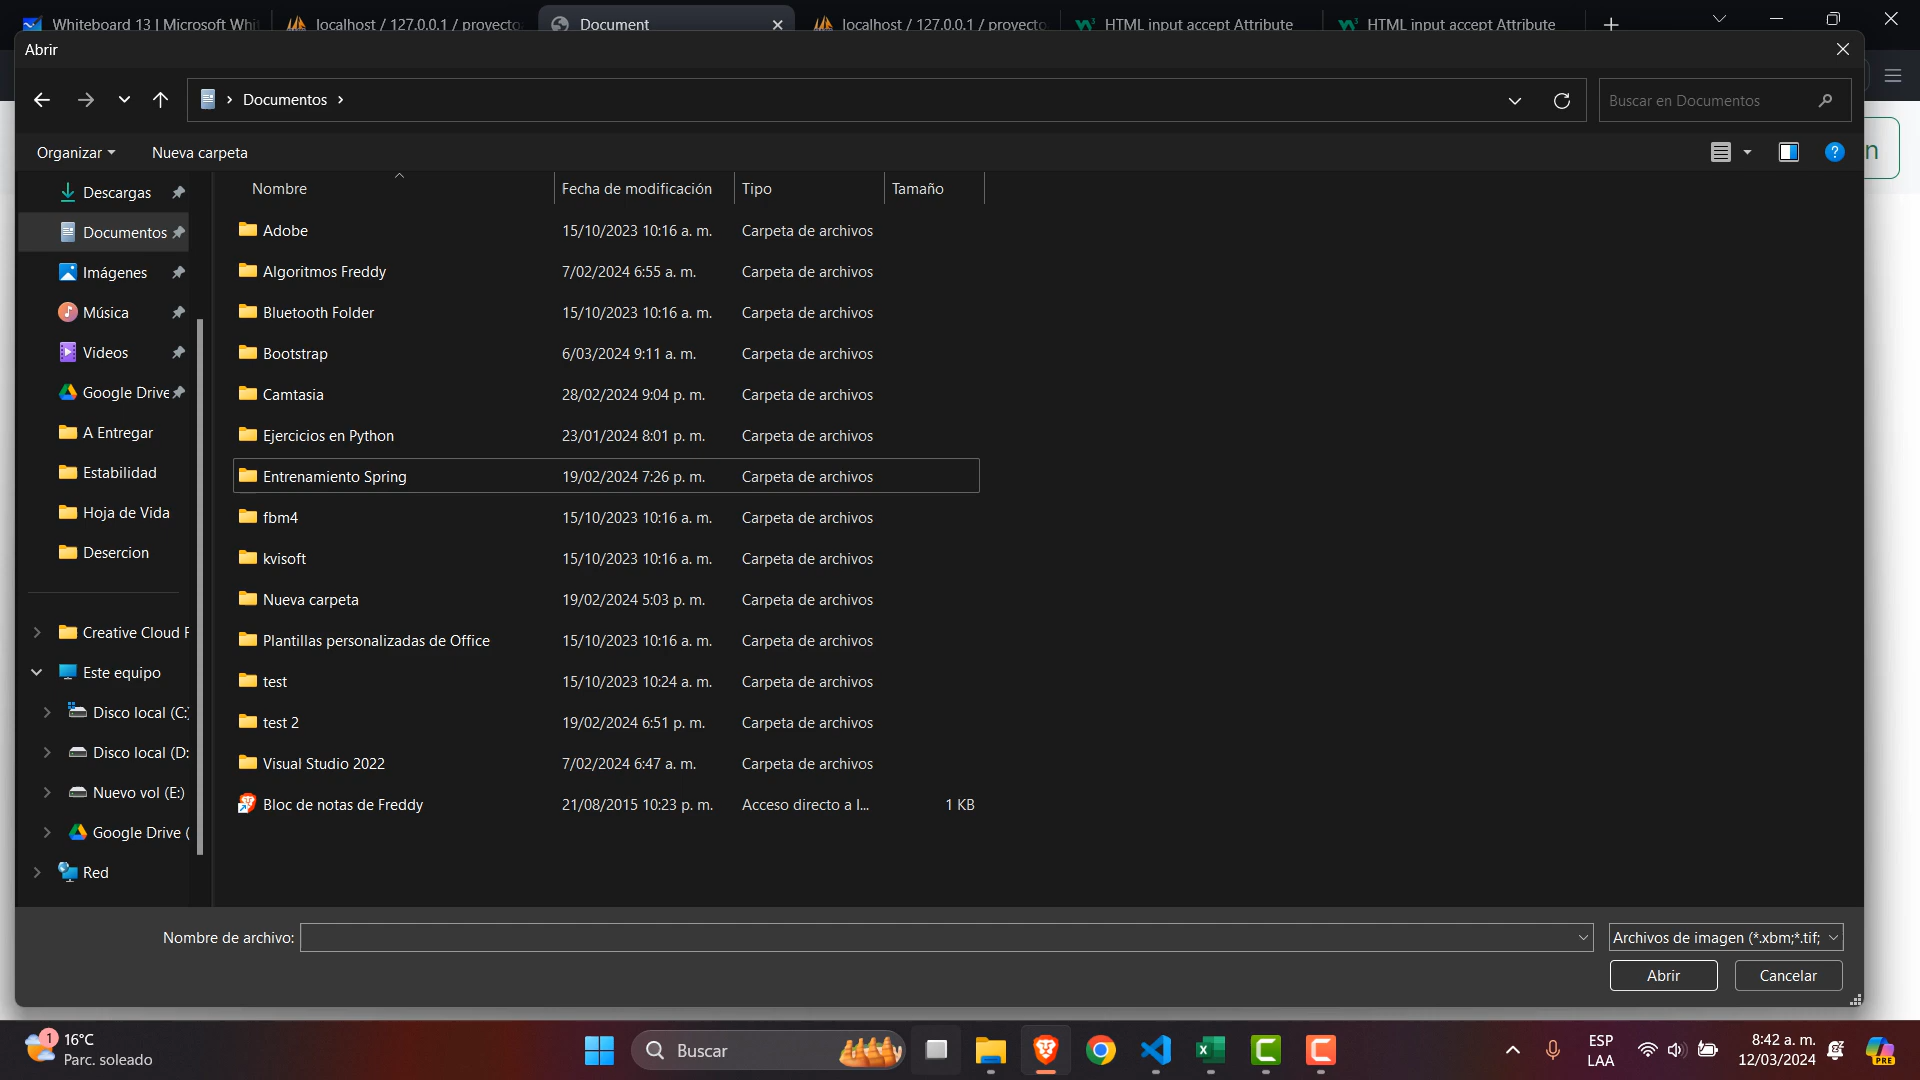 Whiteboard 13 | Microsoft Whit
localhost / 127.0.0.1 / proyecto
Document
localhost / 127.0.0.1 / proyecto
HTML input accept Attribute
HTML input accept Attribute
Abrir
Documentos
Buscar en Documentos
Organizar
Nueva carpeta
n
Nombre
Fecha de modificación
Tipo
Tamaño
Descargas
Documentos
Imágenes
Música
Videos
Google Drive
A Entregar
Estabilidad
Hoja de Vida
Desercion
Creative Cloud F
Este equipo
Disco local (C:)
Disco local (D:
Nuevo vol (E:)
Google Drive (
Red
Adobe 15/10/2023 10:16 a. m. Carpeta de archivos
Algoritmos Freddy 7/02/2024 6:55 a. m. Carpeta de archivos
Bluetooth Folder 15/10/2023 10:16 a. m. Carpeta de archivos
Bootstrap 6/03/2024 9:11 a. m. Carpeta de archivos
Camtasia 28/02/2024 9:04 p. m. Carpeta de archivos
Ejercicios en Python 23/01/2024 8:01 p. m. Carpeta de archivos
Entrenamiento Spring 19/02/2024 7:26 p. m. Carpeta de archivos
fbm4 15/10/2023 10:16 a. m. Carpeta de archivos
kvisoft 15/10/2023 10:16 a. m. Carpeta de archivos
Nueva carpeta 19/02/2024 5:03 p. m. Carpeta de archivos
Plantillas personalizadas de Office 15/10/2023 10:16 a. m. Carpeta de archivos
test 15/10/2023 10:24 a. m. Carpeta de archivos
test 2 19/02/2024 6:51 p. m. Carpeta de archivos
Visual Studio 2022 7/02/2024 6:47 a. m. Carpeta de archivos
Bloc de notas de Freddy 21/08/2015 10:23 p. m. Acceso directo a I... 1 KB
Nombre de archivo:
Archivos de imagen (*.xbm;*.tif;
Abrir
Cancelar
1
16°C
Parc. soleado
Buscar
ESP
LAA
8:42 a. m.
12/03/2024
PRE